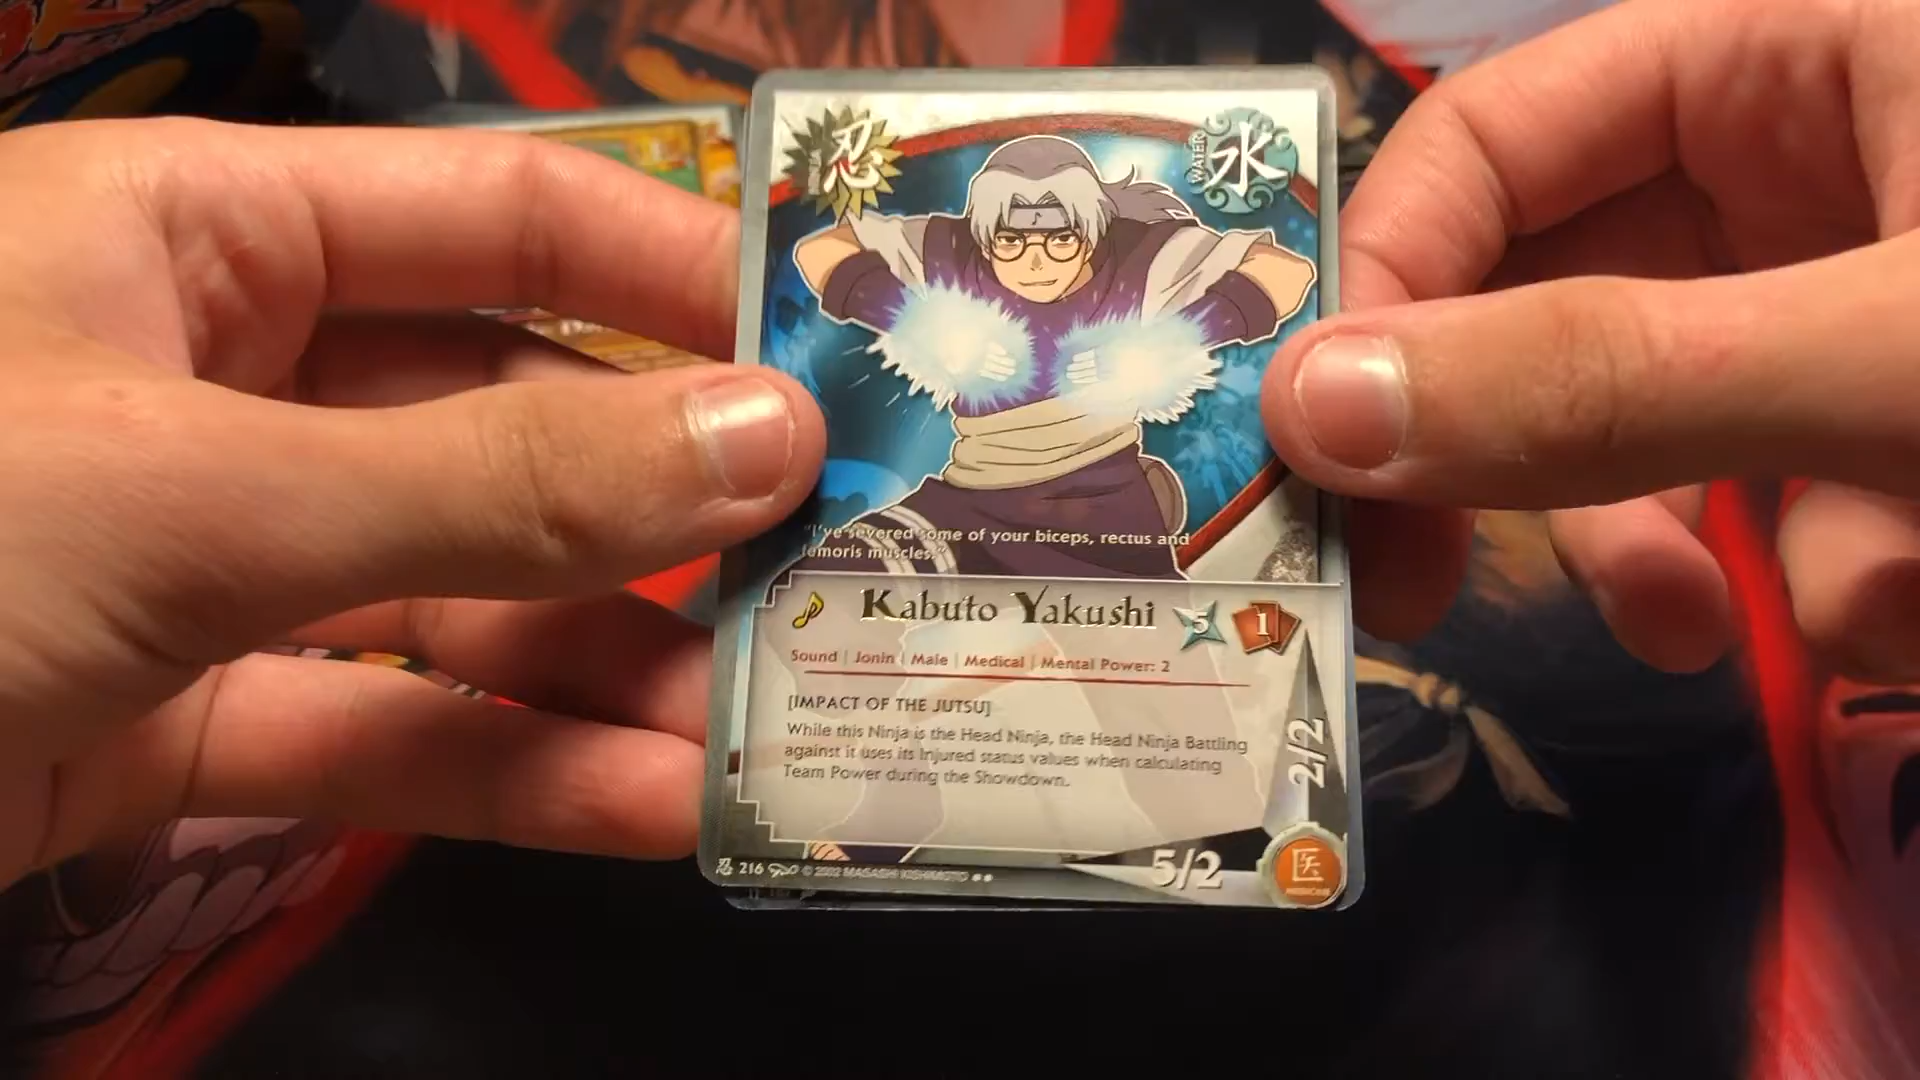 忍
WATER 水
"I've severed some of your biceps, rectus and
femoris muscles."
Kabuto Yakushi 5 1
Sound | Jonin | Male | Medical | Mental Power: 2
[IMPACT OF THE JUTSU]
While this Ninja is the Head Ninja, the Head Ninja Battling
against it uses its Injured status values when calculating
Team Power during the Showdown.
2/2
5/2
忍 216 © 2002 MASASHI KISHIMOTO
医